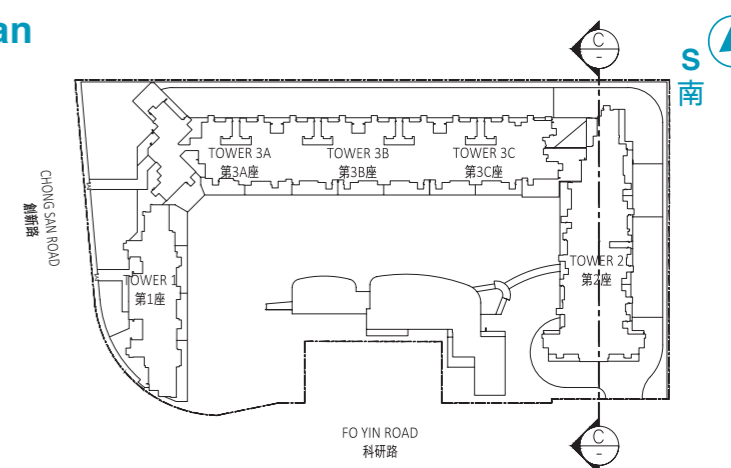 an
C
-
S
南
TOWER 3A
第3A座
TOWER 3B
第3B座
TOWER 3C
第3C座
CHONG SAN ROAD
創新路
TOWER 1
第1座
TOWER 2
第2座
FO YIN ROAD
科研路
C
-